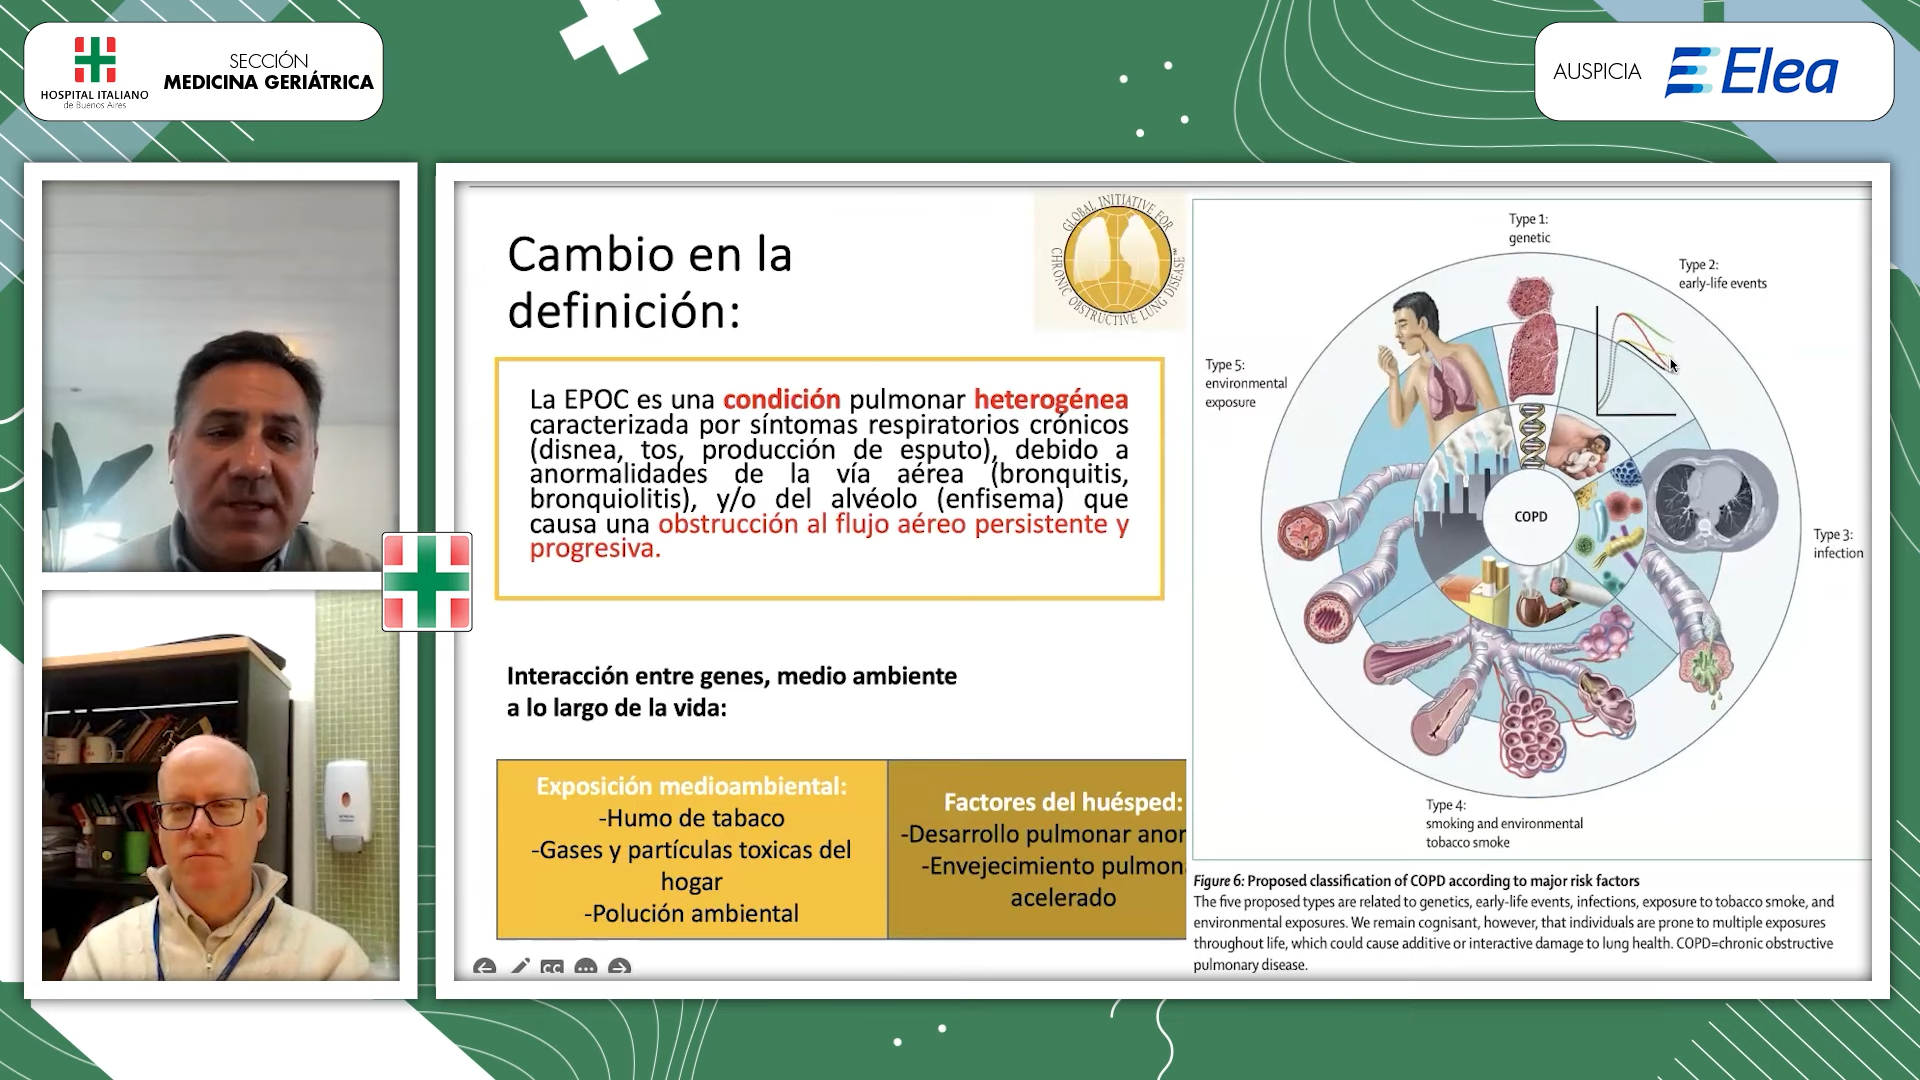 HOSPITAL ITALIANO
de Buenos Aires
SECCIÓN
MEDICINA GERIÁTRICA
AUSPICIA
Elea
Cambio en la
definición:
GLOBAL INITIATIVE FOR
CHRONIC OBSTRUCTIVE LUNG DISEASE
La EPOC es una condición pulmonar heterogénea
caracterizada por síntomas respiratorios crónicos
(disnea, tos, producción de esputo), debido a
anormalidades de la vía aérea (bronquitis,
bronquiolitis), y/o del alvéolo (enfisema) que
causa una obstrucción al flujo aéreo persistente y
progresiva.
Interacción entre genes, medio ambiente
a lo largo de la vida:
Exposición medioambiental:
-Humo de tabaco
-Gases y partículas toxicas del
hogar
-Polución ambiental
Factores del huésped:
-Desarrollo pulmonar anor
-Envejecimiento pulmon
acelerado
CC
Type 1:
genetic
Type 2:
early-life events
Type 5:
environmental
exposure
COPD
Type 3:
infection
Type 4:
smoking and environmental
tobacco smoke
Figure 6: Proposed classification of COPD according to major risk factors
The five proposed types are related to genetics, early-life events, infections, exposure to tobacco smoke, and
environmental exposures. We remain cognisant, however, that individuals are prone to multiple exposures
throughout life, which could cause additive or interactive damage to lung health. COPD=chronic obstructive
pulmonary disease.